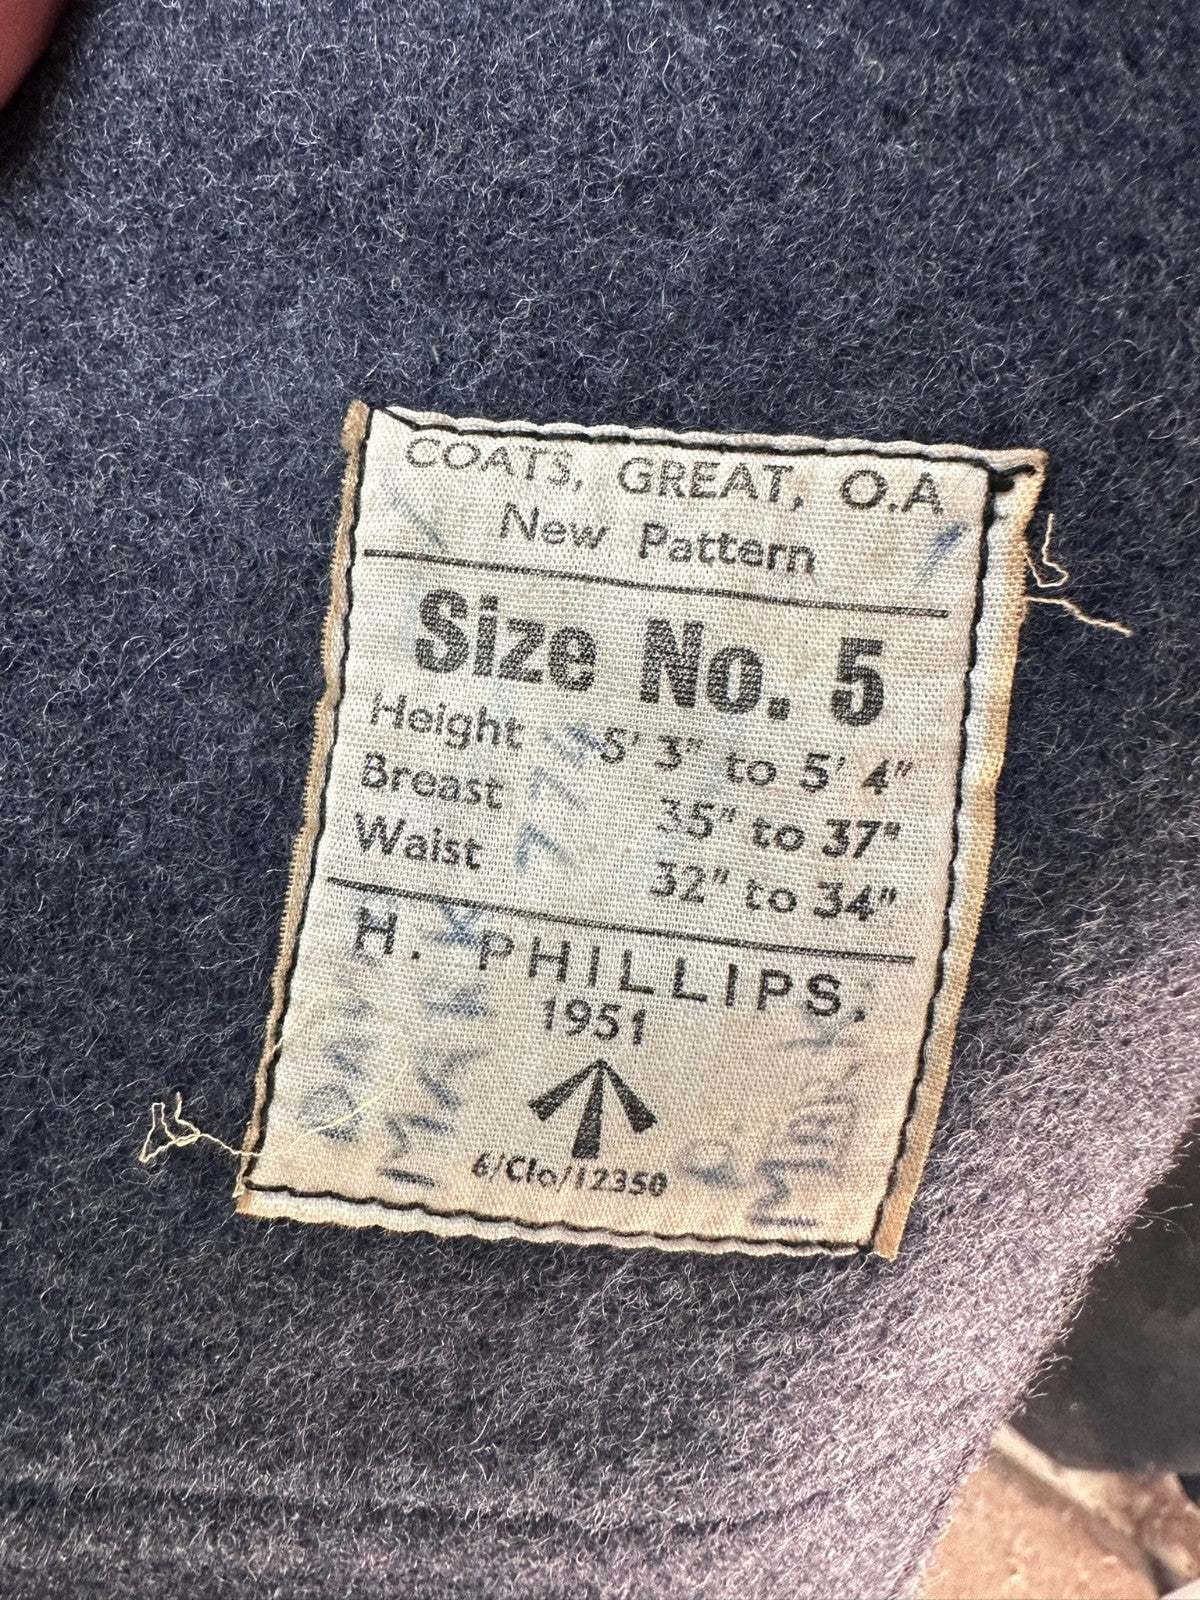 COATS, GREAT, O.A
New Pattern
Size No. 5
Height 5' 3" to 5' 4"
Breast 35" to 37"
Waist 32" to 34"
H. PHILLIPS.
1951
6/Clo/12350